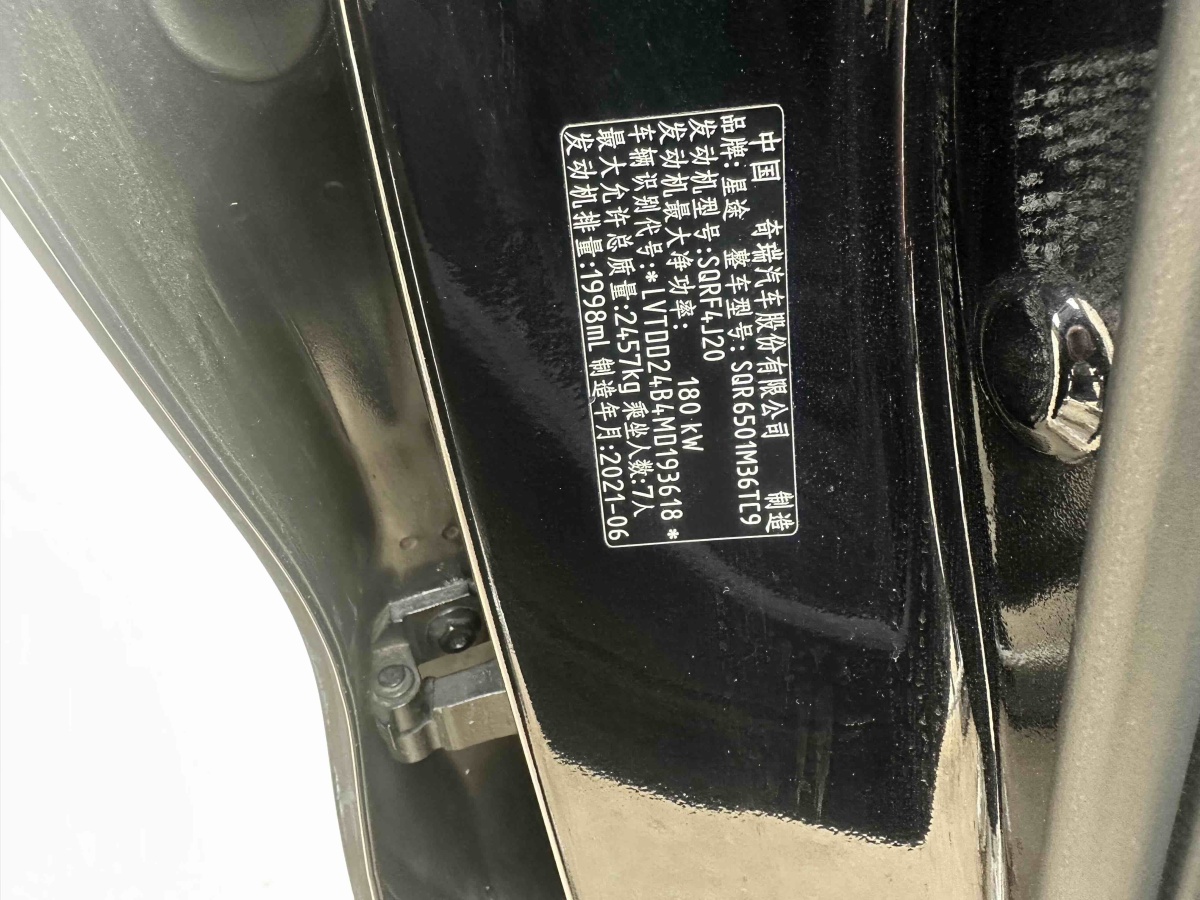 中国 奇瑞汽车股份有限公司 制造
品牌:星途 整车型号:SQR6501M36TC9
发动机型号:SQRF4J20
发动机最大净功率: 180 kW
车辆识别代号:*LVTDD24B4MD193618*
最大允许总质量:2457kg 乘坐人数:7人
发动机排量:1998mL 制造年月:2021-06